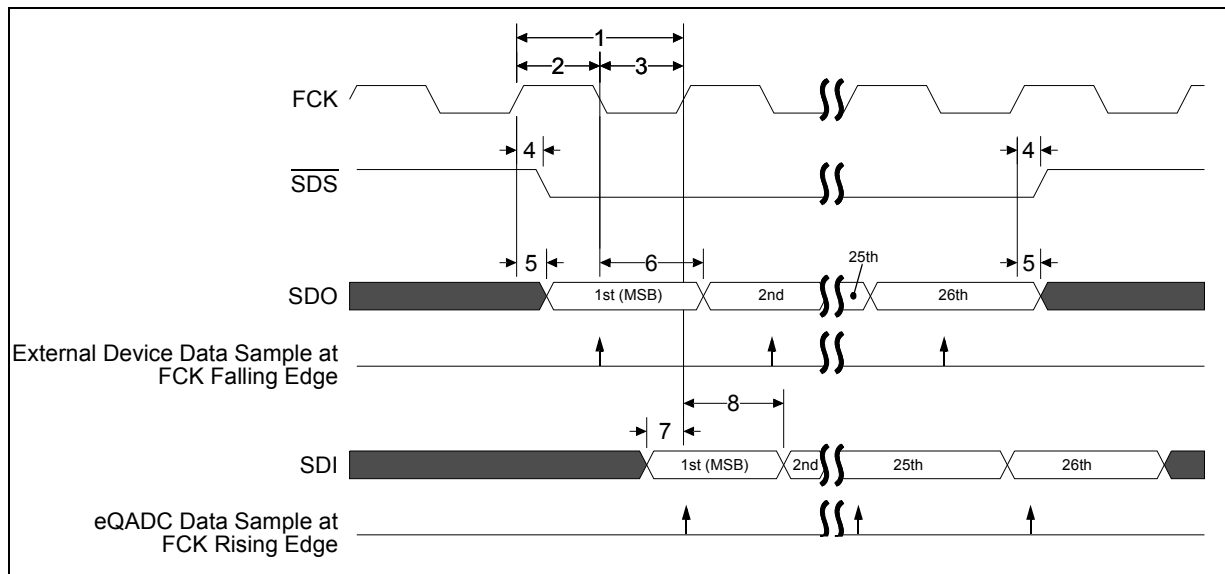 1
2
3
FCK
4
4
SDS
5
6
25th
5
SDO
1st (MSB)
2nd
26th
External Device Data Sample at
FCK Falling Edge
8
7
SDI
1st (MSB)
2nd
25th
26th
eQADC Data Sample at
FCK Rising Edge